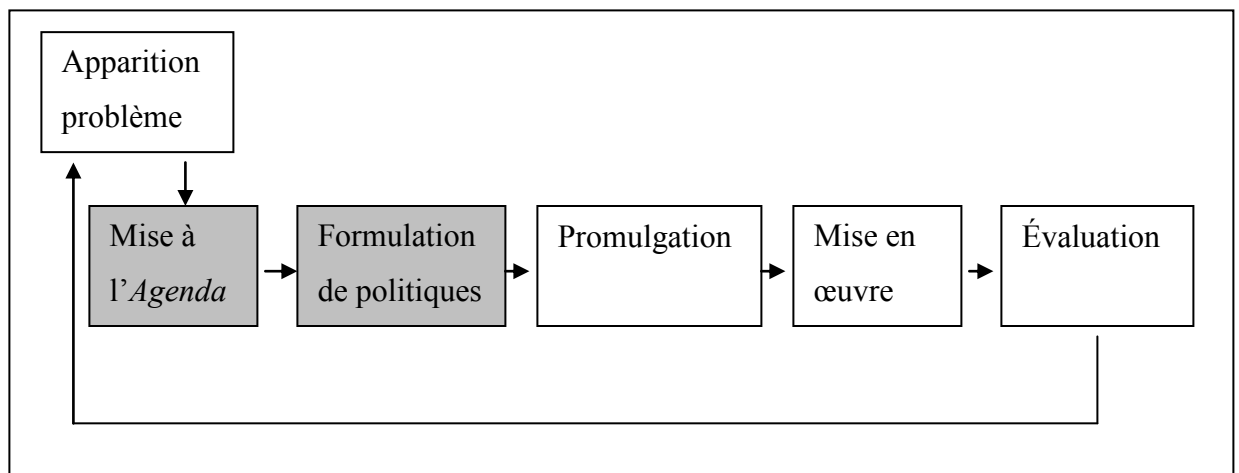 Apparition
problème
Mise à
l’Agenda
Formulation
de politiques
Promulgation
Mise en
œuvre
Évaluation